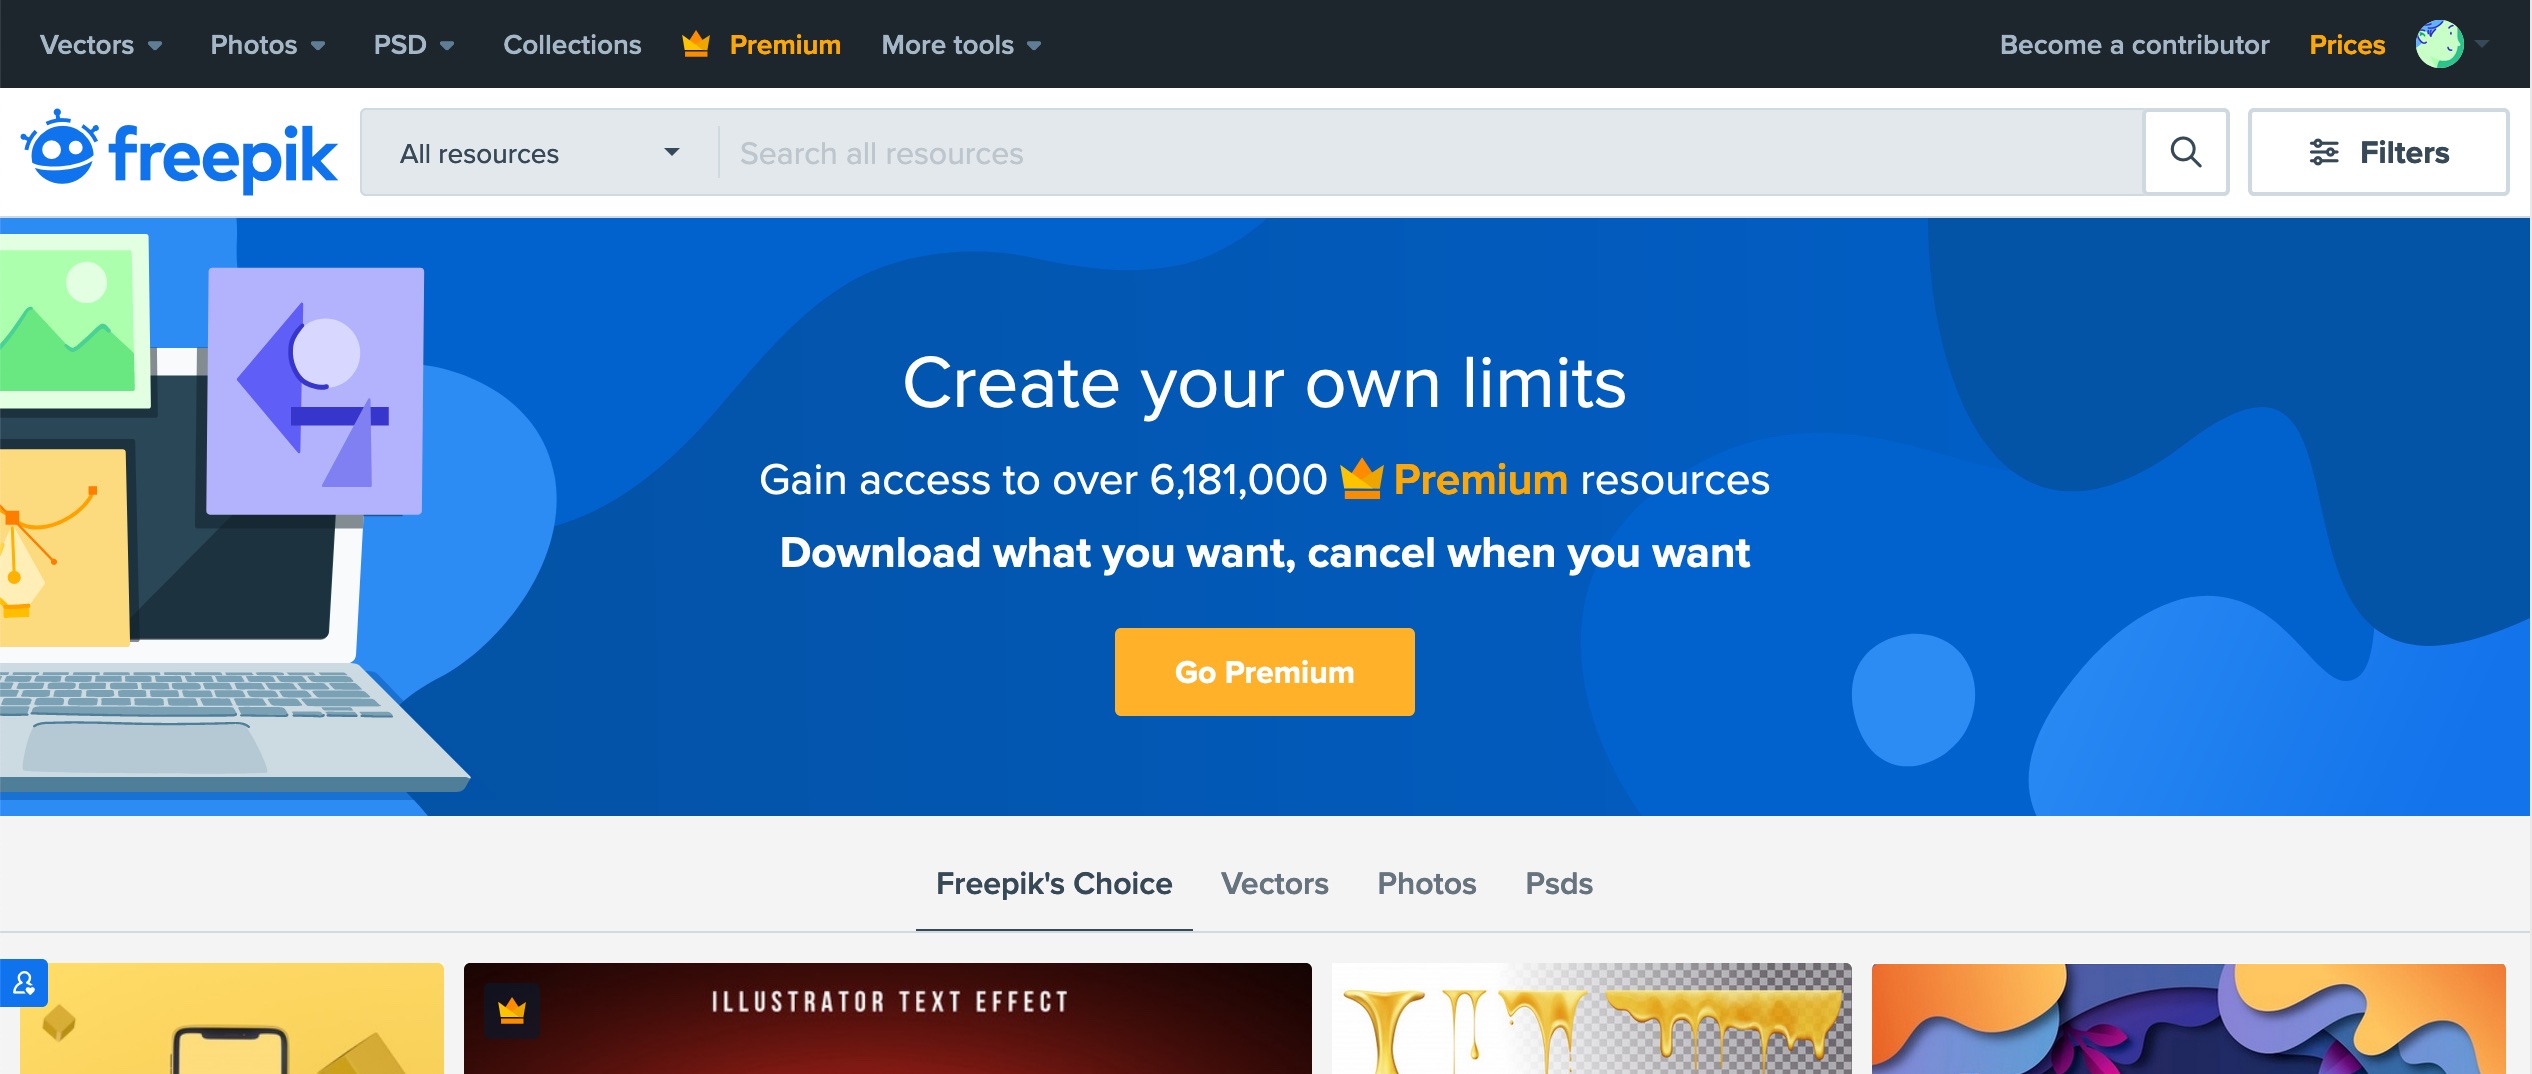 Vectors Photos PSD Collections Premium More tools Become a contributor Prices
freepik All resources Search all resources Filters
Create your own limits
Gain access to over 6,181,000 Premium resources
Download what you want, cancel when you want
Go Premium
Freepik's Choice Vectors Photos Psds
ILLUSTRATOR TEXT EFFECT